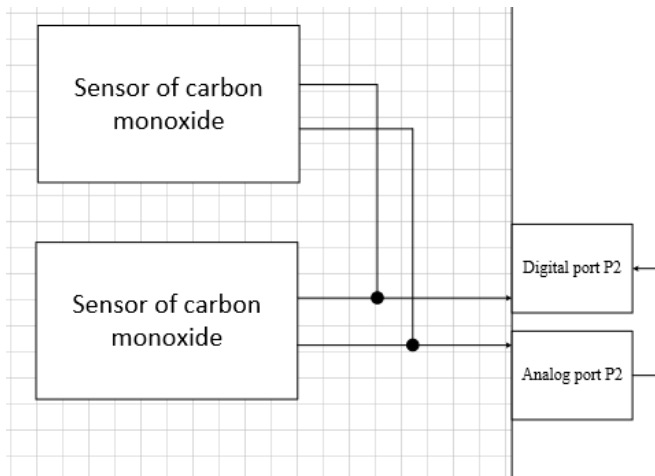 Sensor of carbon
monoxide
Sensor of carbon
monoxide
Digital port P2
Analog port P2